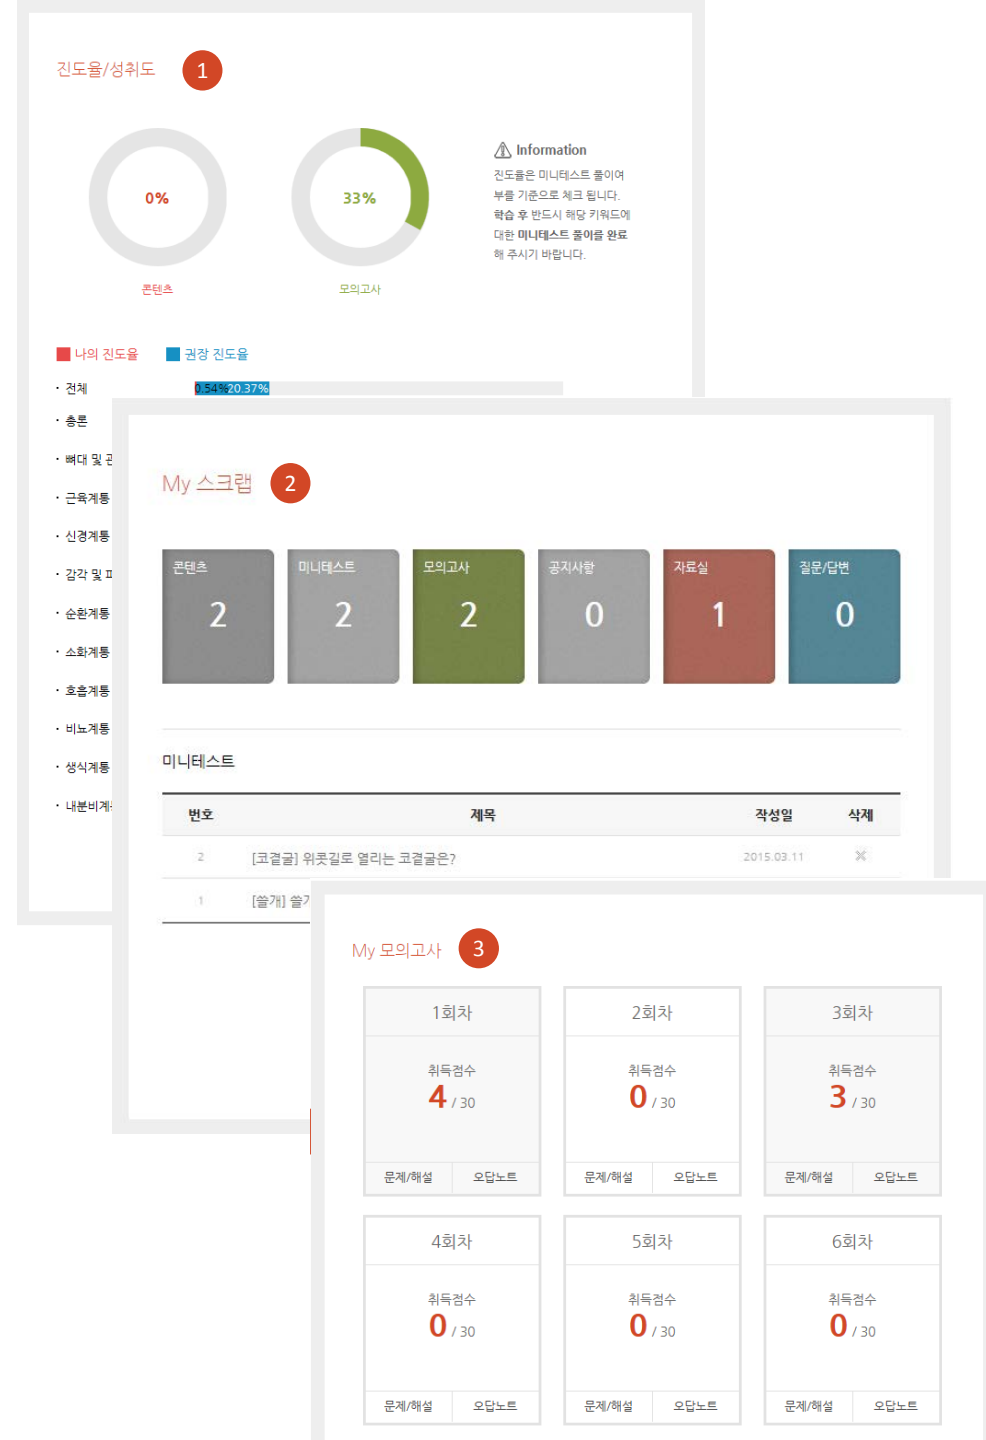 진도율/성취도 1
0%
33%
콘텐츠
모의고사
Information
진도율은 미니테스트 풀이여
부를 기준으로 체크 됩니다.
학습 후 반드시 해당 키워드에
대한 미니테스트 풀이를 완료
해 주시기 바랍니다.
나의 진도율 권장 진도율
· 전체 0.54% 20.37%
· 총론
· 뼈대 및
· 근육계통
· 신경계통
· 감각 및
· 순환계통
· 소화계통
· 호흡계통
· 비뇨계통
· 생식계통
· 내분비계
My 스크랩 2
콘텐츠 미니테스트 모의고사 공지사항 자료실 질문/답변
2 2 2 0 1 0
미니테스트
번호 제목 작성일 삭제
2 [코곁굴] 위콧길로 열리는 코곁굴은? 2015.03.11
1 [쓸개]
My 모의고사 3
1회차 2회차 3회차
취득점수 취득점수 취득점수
4 / 30 0 / 30 3 / 30
문제/해설 오답노트 문제/해설 오답노트 문제/해설 오답노트
4회차 5회차 6회차
취득점수 취득점수 취득점수
0 / 30 0 / 30 0 / 30
문제/해설 오답노트 문제/해설 오답노트 문제/해설 오답노트